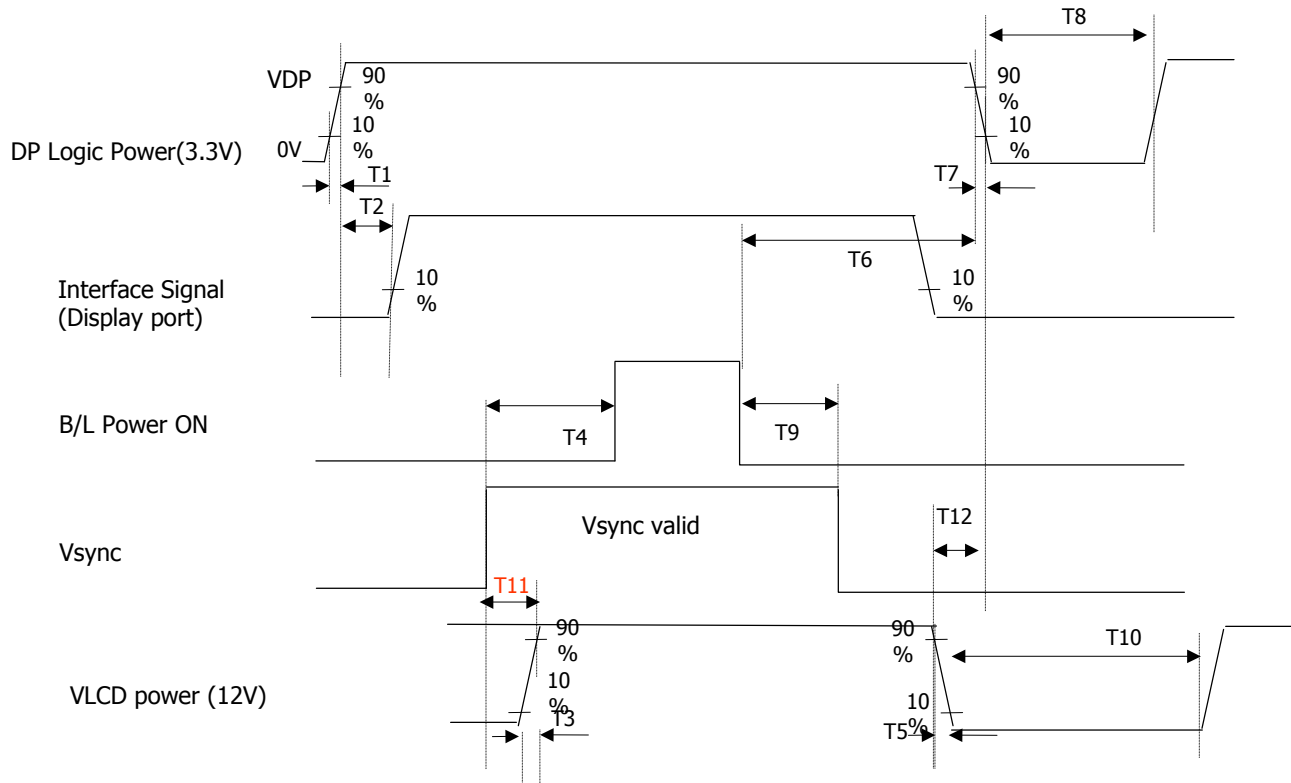 T8
VDP
90
%
90
%
10
%
10
%
DP Logic Power(3.3V)
0V
T1
T7
T2
T6
Interface Signal
(Display port)
10
%
10
%
B/L Power ON
T4
T9
Vsync
Vsync valid
T12
T11
90
%
90
%
T10
VLCD power (12V)
10
%
10
%
T3
T5